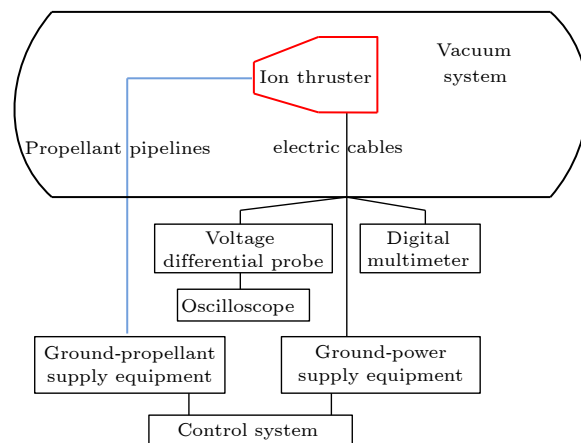 Vacuum
system
Ion thruster
Propellant pipelines
electric cables
Voltage
differential probe
Digital
multimeter
Oscilloscope
Ground-propellant
supply equipment
Ground-power
supply equipment
Control system